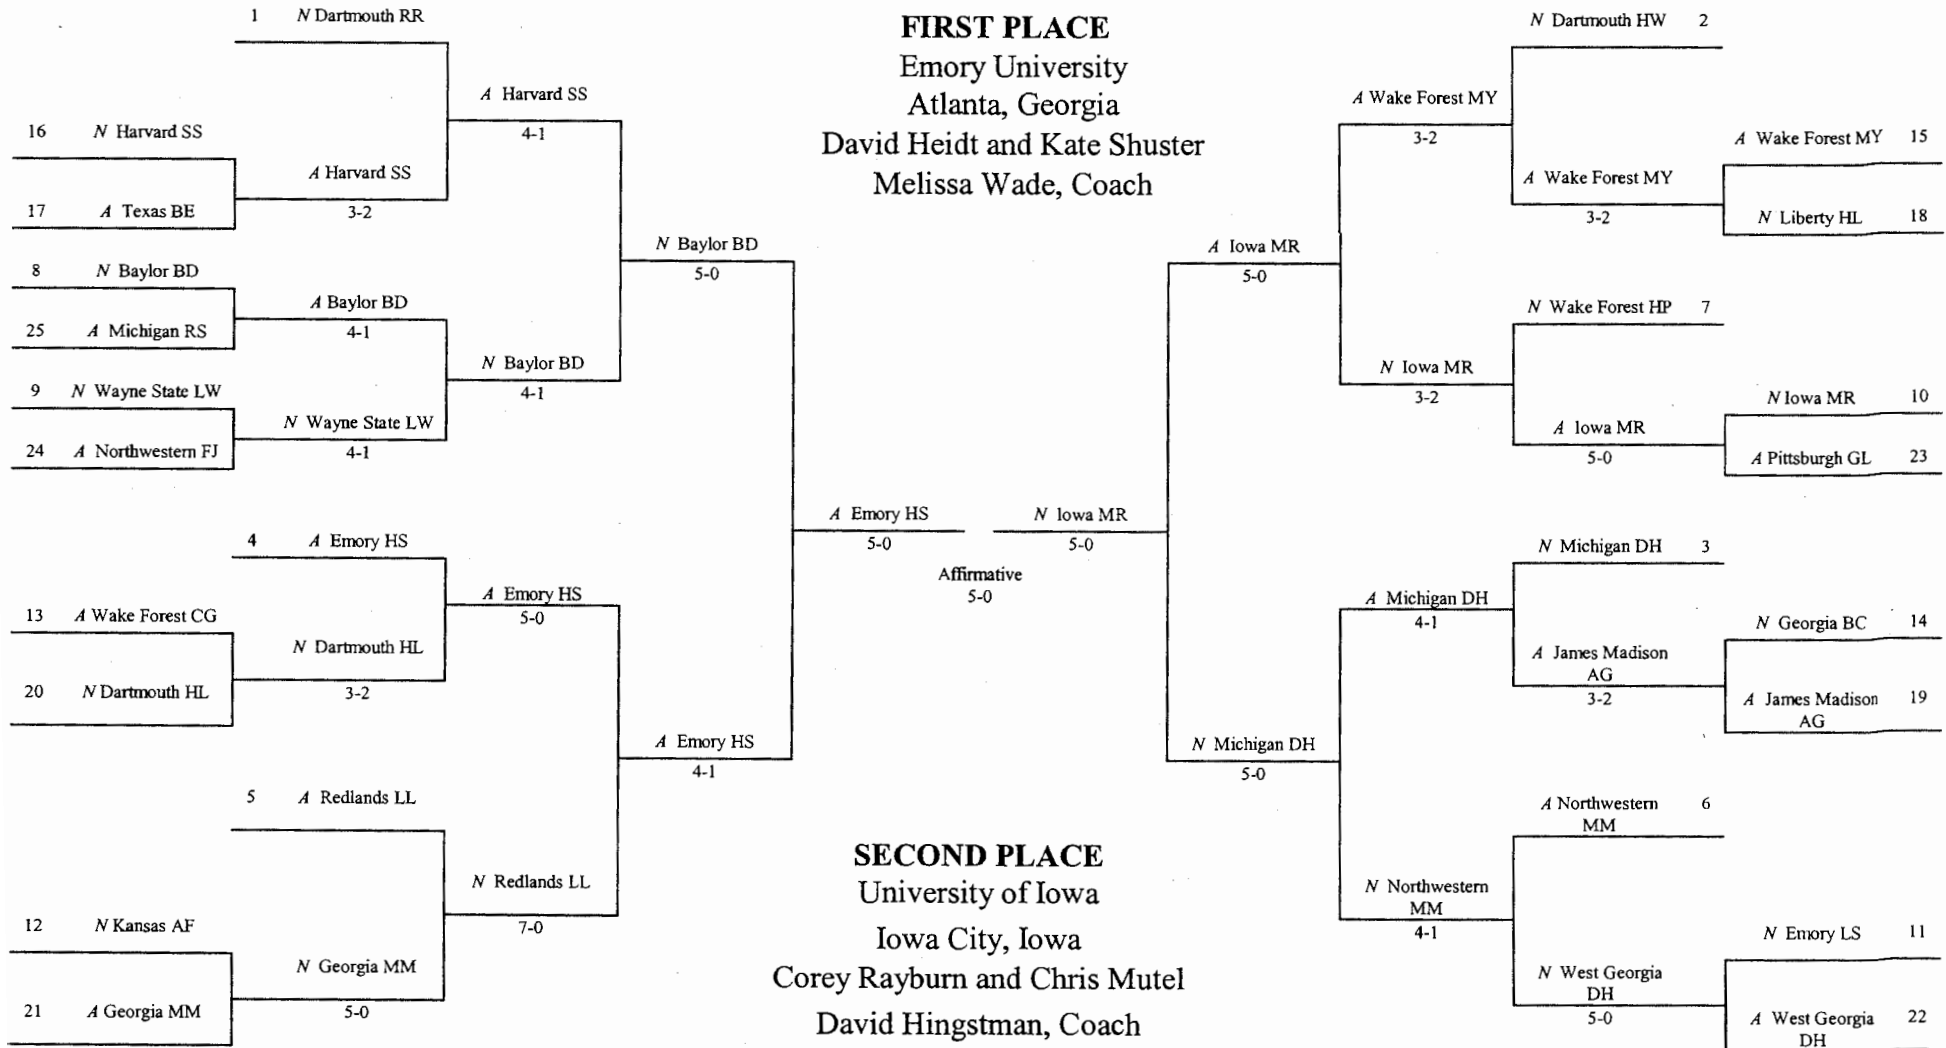 1 N Dartmouth RR
A Harvard SS
4-1
16 N Harvard SS
A Harvard SS
3-2
17 A Texas BE
N Baylor BD
5-0
8 N Baylor BD
A Baylor BD
4-1
25 A Michigan RS
N Baylor BD
4-1
9 N Wayne State LW
N Wayne State LW
4-1
24 A Northwestern FJ
A Emory HS
5-0
4 A Emory HS
A Emory HS
5-0
13 A Wake Forest CG
N Dartmouth HL
3-2
20 N Dartmouth HL
A Emory HS
4-1
5 A Redlands LL
N Redlands LL
7-0
12 N Kansas AF
N Georgia MM
5-0
21 A Georgia MM
FIRST PLACE
Emory University
Atlanta, Georgia
David Heidt and Kate Shuster
Melissa Wade, Coach
Affirmative
5-0
SECOND PLACE
University of Iowa
Iowa City, Iowa
Corey Rayburn and Chris Mutel
David Hingstman, Coach
N Dartmouth HW 2
A Wake Forest MY
3-2
A Wake Forest MY 15
A Wake Forest MY
3-2
N Liberty HL 18
A Iowa MR
5-0
N Wake Forest HP 7
N Iowa MR
3-2
N Iowa MR 10
A Iowa MR
5-0
A Pittsburgh GL 23
N Iowa MR
5-0
N Michigan DH 3
A Michigan DH
4-1
N Georgia BC 14
A James Madison
AG
3-2
A James Madison 19
AG
N Michigan DH
5-0
A Northwestern 6
MM
N Northwestern
MM
4-1
N Emory LS 11
N West Georgia
DH
5-0
A West Georgia 22
DH